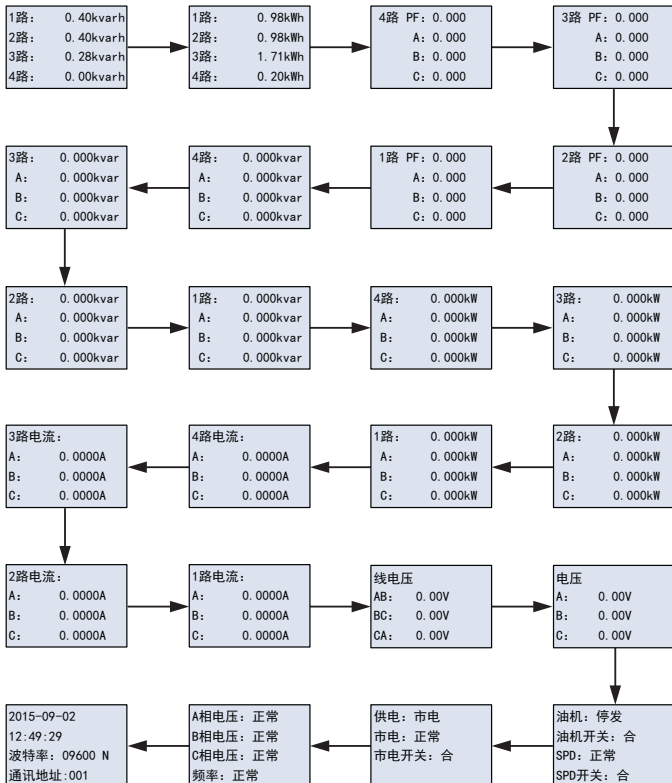 1路: 0.40kvarh
2路: 0.40kvarh
3路: 0.28kvarh
4路: 0.00kvarh
1路: 0.98kWh
2路: 0.98kWh
3路: 1.71kWh
4路: 0.20kWh
4路 PF: 0.000
A: 0.000
B: 0.000
C: 0.000
3路 PF: 0.000
A: 0.000
B: 0.000
C: 0.000
2路 PF: 0.000
A: 0.000
B: 0.000
C: 0.000
1路 PF: 0.000
A: 0.000
B: 0.000
C: 0.000
4路: 0.000kvar
A: 0.000kvar
B: 0.000kvar
C: 0.000kvar
3路: 0.000kvar
A: 0.000kvar
B: 0.000kvar
C: 0.000kvar
2路: 0.000kvar
A: 0.000kvar
B: 0.000kvar
C: 0.000kvar
1路: 0.000kvar
A: 0.000kvar
B: 0.000kvar
C: 0.000kvar
4路: 0.000kW
A: 0.000kW
B: 0.000kW
C: 0.000kW
3路: 0.000kW
A: 0.000kW
B: 0.000kW
C: 0.000kW
2路: 0.000kW
A: 0.000kW
B: 0.000kW
C: 0.000kW
1路: 0.000kW
A: 0.000kW
B: 0.000kW
C: 0.000kW
4路电流:
A: 0.0000A
B: 0.0000A
C: 0.0000A
3路电流:
A: 0.0000A
B: 0.0000A
C: 0.0000A
2路电流:
A: 0.0000A
B: 0.0000A
C: 0.0000A
1路电流:
A: 0.0000A
B: 0.0000A
C: 0.0000A
线电压
AB: 0.00V
BC: 0.00V
CA: 0.00V
电压
A: 0.00V
B: 0.00V
C: 0.00V
油机: 停发
油机开关: 合
SPD: 正常
SPD开关: 合
供电: 市电
市电: 正常
市电开关: 合
A相电压: 正常
B相电压: 正常
C相电压: 正常
频率: 正常
2015-09-02
12:49:29
波特率: 09600 N
通讯地址:001